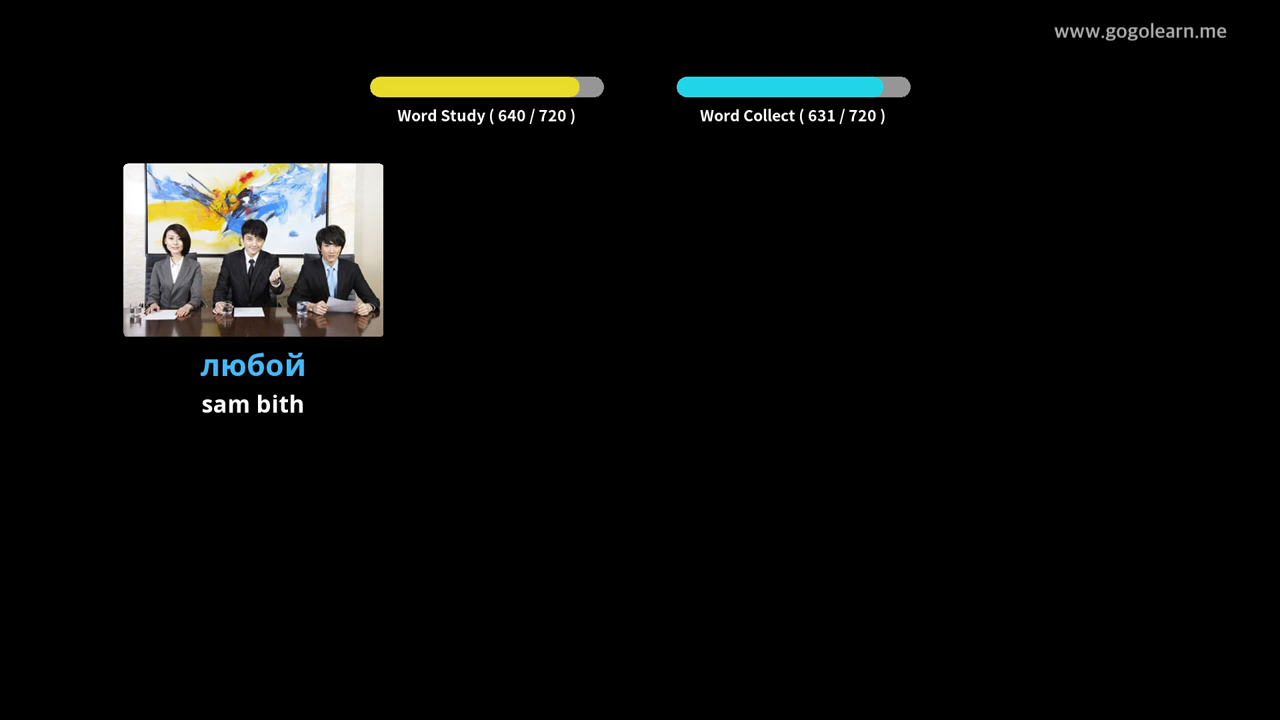 www.gogolearn.me
Word Study ( 640 / 720 )
Word Collect ( 631 / 720 )
любой
sam bith